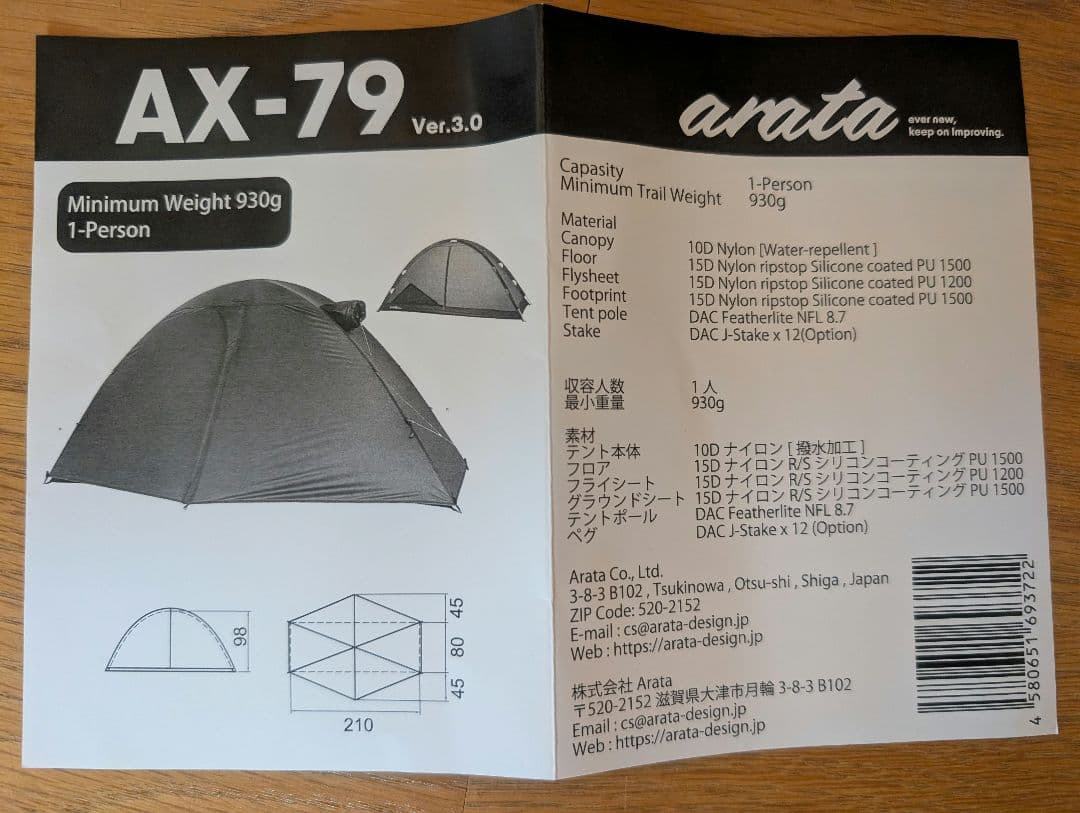 AX-79 Ver.3.0
Minimum Weight 930g
1-Person
98
45
80
45
210
arata
ever new,
keep on Improving.
Capasity 1-Person
Minimum Trail Weight 930g
Material
Canopy 10D Nylon [Water-repellent ]
Floor 15D Nylon ripstop Silicone coated PU 1500
Flysheet 15D Nylon ripstop Silicone coated PU 1200
Footprint 15D Nylon ripstop Silicone coated PU 1500
Tent pole DAC Featherlite NFL 8.7
Stake DAC J-Stake x 12(Option)
収容人数 1 人
最小重量 930g
素材
テント本体 10D ナイロン [ 撥水加工 ]
フロア 15D ナイロン R/S シリコンコーティング PU 1500
フライシート 15D ナイロン R/S シリコンコーティング PU 1200
グラウンドシート 15D ナイロン R/S シリコンコーティング PU 1500
テントポール DAC Featherlite NFL 8.7
ペグ DAC J-Stake x 12 (Option)
Arata Co., Ltd.
3-8-3 B102 , Tsukinowa , Otsu-shi , Shiga , Japan
ZIP Code: 520-2152
E-mail : cs@arata-design.jp
Web : https://arata-design.jp
株式会社 Arata
〒520-2152 滋賀県大津市月輪 3-8-3 B102
Email : cs@arata-design.jp
Web : https://arata-design.jp
4 580651 693722